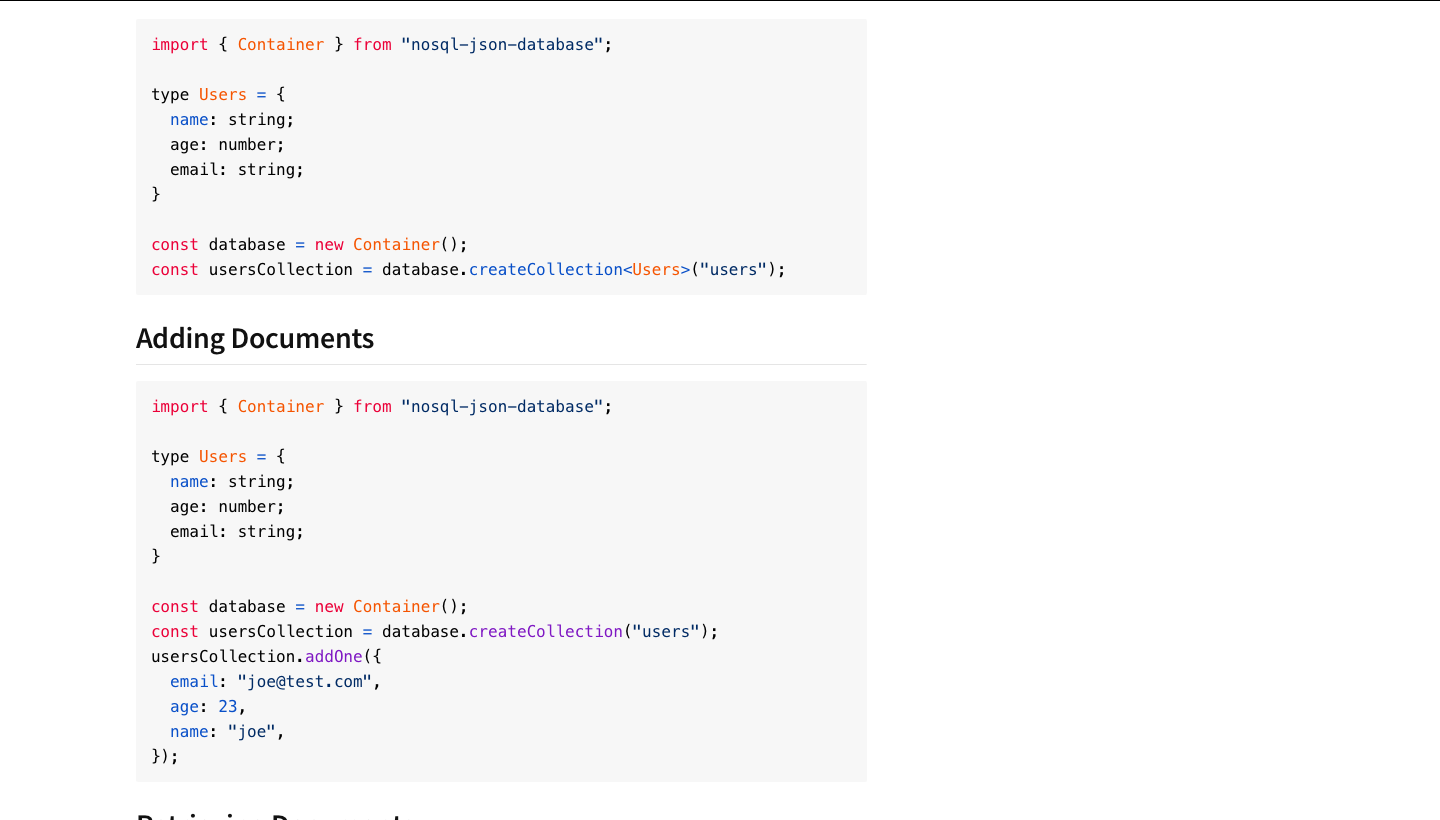 import { Container } from "nosql-json-database";
type Users = {
  name: string;
  age: number;
  email: string;
}
const database = new Container();
const usersCollection = database.createCollection<Users>("users");
Adding Documents
import { Container } from "nosql-json-database";
type Users = {
  name: string;
  age: number;
  email: string;
}
const database = new Container();
const usersCollection = database.createCollection("users");
usersCollection.addOne({
  email: "joe@test.com",
  age: 23,
  name: "joe",
});